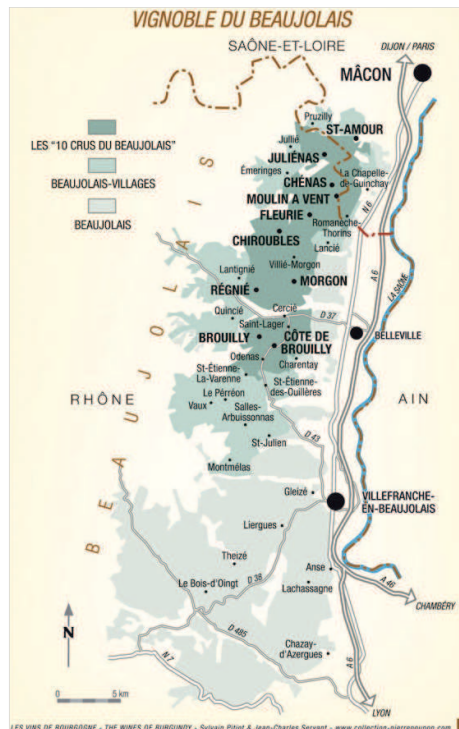 VIGNOBLE DU BEAUJOLAIS
SAÔNE-ET-LOIRE
DIJON / PARIS
MÂCON
LES "10 CRUS DU BEAUJOLAIS"
BEAUJOLAIS-VILLAGES
BEAUJOLAIS
BEAUJOLAIS
Pruzilly
ST-AMOUR
Jullié
JULIÉNAS
Émeringes
La Chapelle-
de-Guinchay
CHÉNAS
MOULIN A VENT
N 6
FLEURIE
Romanèche-
Thorins
CHIROUBLES
Lancié
A 6
LA SAÔNE
Villié-Morgon
Lantignié
MORGON
RÉGNIÉ
Quincié
Cercié
D 37
Saint-Lager
BELLEVILLE
BROUILLY
CÔTE DE
BROUILLY
Odenas
Charentay
St-Étienne-
La-Varenne
St-Étienne-
des-Ouillères
RHÔNE
AIN
Le Pérréon
Vaux
Salles-
Arbuissonnas
D 43
St-Julien
Montmélas
Gleizé
VILLEFRANCHE-
EN-BEAUJOLAIS
Liergues
Theizé
Anse
A 46
Le Bois-d'Oingt
D 38
Lachassagne
CHAMBÉRY
N
D 485
Chazay-
d'Azergues
N 7
A 6
0 5 km
LYON
LES VINS DE BOURGOGNE - THE WINES OF BURGUNDY - Sylvain Pitiot & Jean-Charles Servant - www.collection-pierrepoupon.com